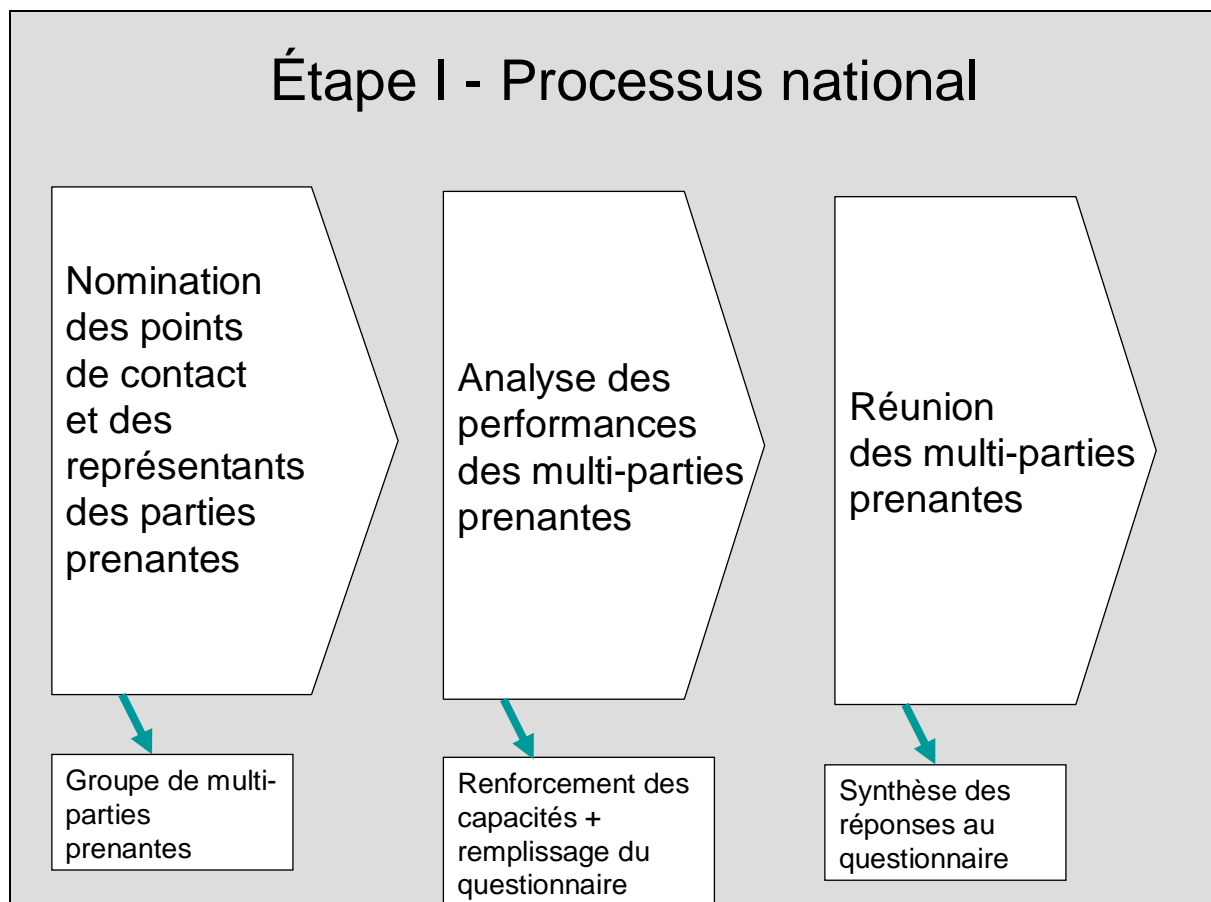 Étape I - Processus national
Nomination
des points
de contact
et des
représentants
des parties
prenantes
Analyse des
performances
des multi-parties
prenantes
Réunion
des multi-parties
prenantes
Groupe de multi-
parties
prenantes
Renforcement des
capacités +
remplissage du
questionnaire
Synthèse des
réponses au
questionnaire